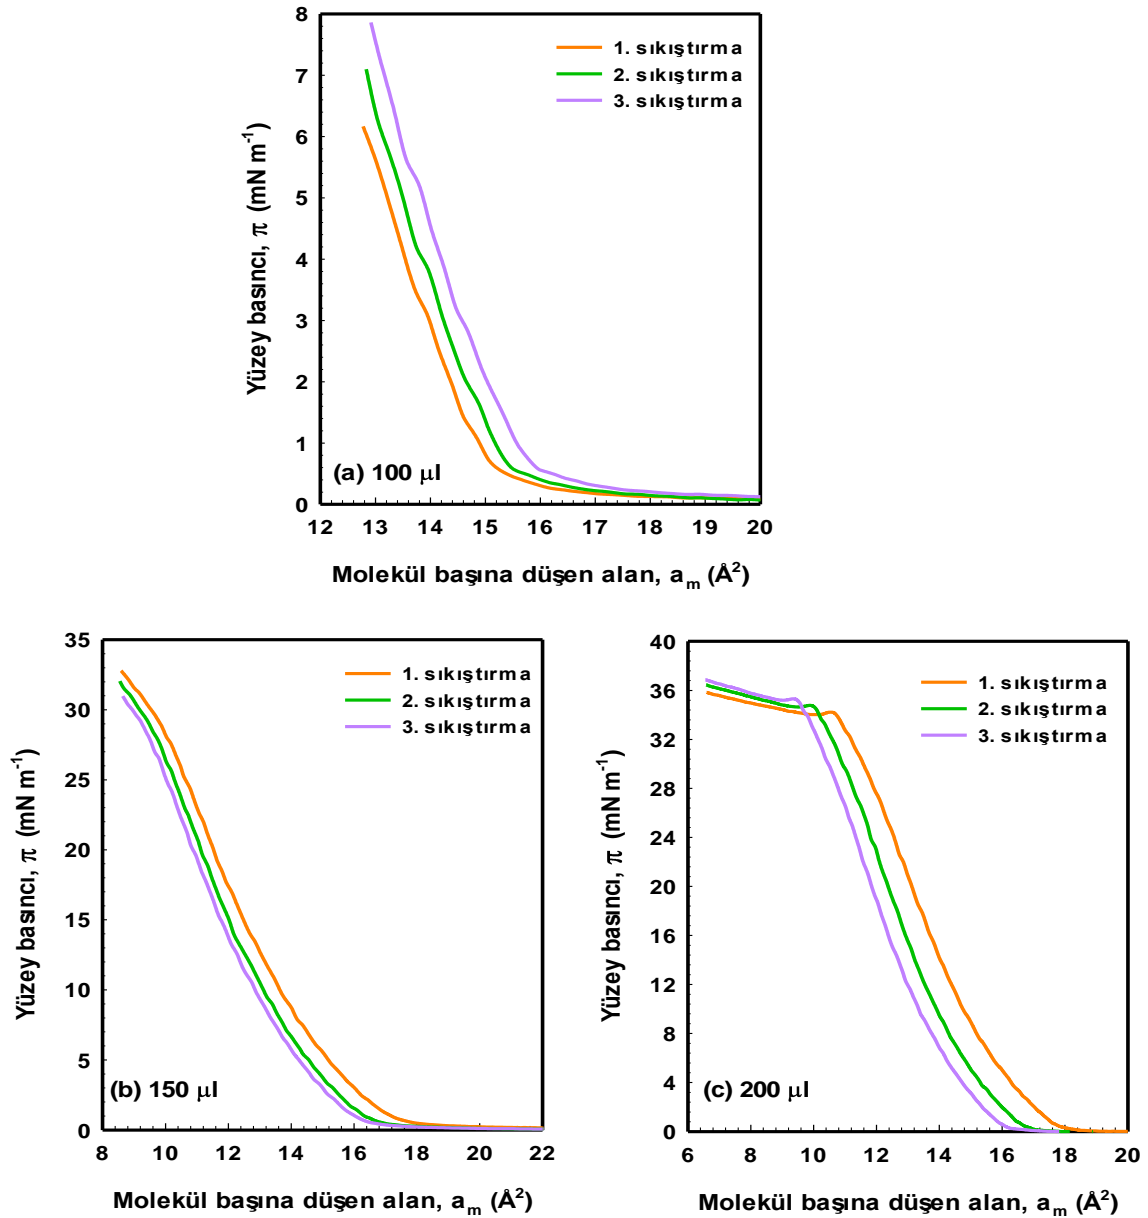 8
7
6
5
4
3
2
1
0
Yüzey basıncı, π (mN m⁻¹)
1. sıkıştırma
2. sıkıştırma
3. sıkıştırma
(a) 100 μl
12 13 14 15 16 17 18 19 20
Molekül başına düşen alan, aₘ (Å²)
35
30
25
20
15
10
5
0
Yüzey basıncı, π (mN m⁻¹)
1. sıkıştırma
2. sıkıştırma
3. sıkıştırma
(b) 150 μl
8 10 12 14 16 18 20 22
Molekül başına düşen alan, aₘ (Å²)
40
36
32
28
24
20
16
12
8
4
0
Yüzey basıncı, π (mN m⁻¹)
1. sıkıştırma
2. sıkıştırma
3. sıkıştırma
(c) 200 μl
6 8 10 12 14 16 18 20
Molekül başına düşen alan, aₘ (Å²)